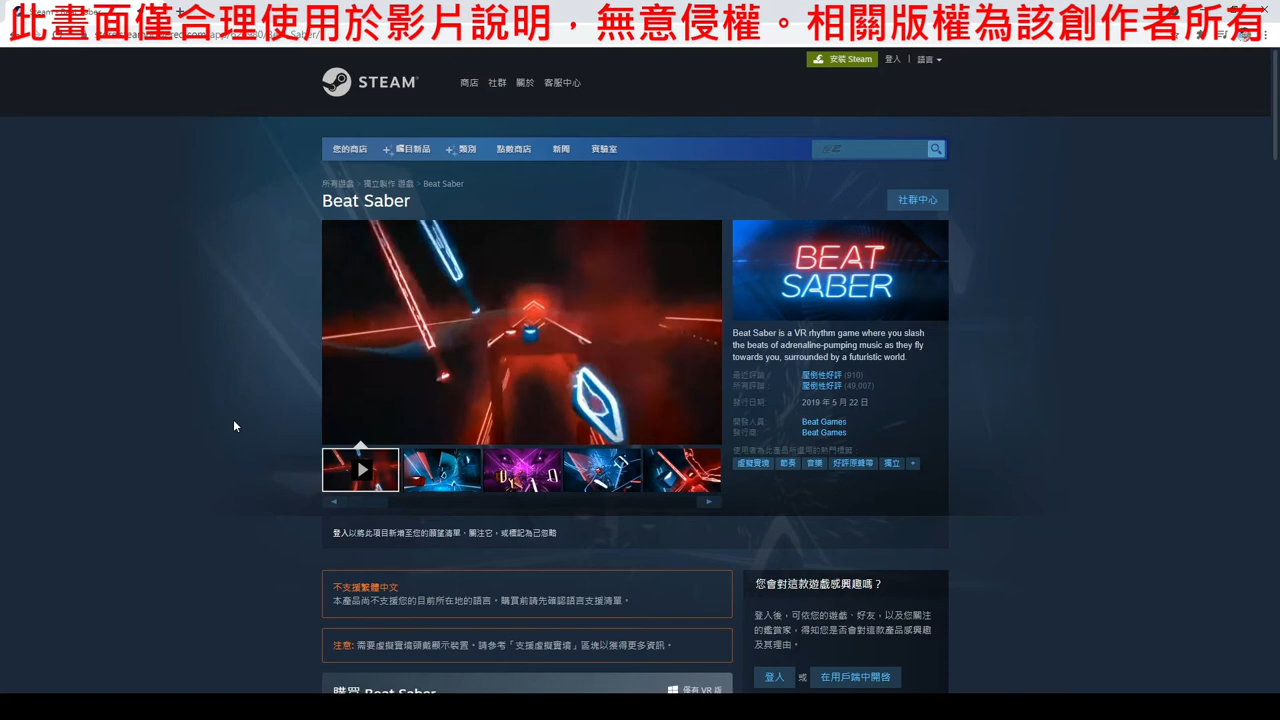 此畫面僅合理使用於影片說明，無意侵權。相關版權為該創作者所有
安裝 Steam
登入 | 語言
STEAM
商店 社群 關於 客服中心
您的商店 矚目新品 類別 點數商店 新聞 實驗室
搜尋
所有遊戲 > 獨立製作 遊戲 > Beat Saber
Beat Saber
社群中心
BEAT
SABER
Beat Saber is a VR rhythm game where you slash
the beats of adrenaline-pumping music as they fly
towards you, surrounded by a futuristic world.
最近評論: 壓倒性好評 (910)
所有評論: 壓倒性好評 (49,007)
發行日期: 2019 年 5 月 22 日
開發人員: Beat Games
發行商: Beat Games
使用者為此產品所選用的熱門標籤:
虛擬實境 節奏 音樂 好評原聲帶 獨立 +
登入以將此項目新增至您的願望清單、關注它，或標記為已忽略
不支援繁體中文
本產品尚不支援您的目前所在地的語言。購買前請先確認語言支援清單。
注意: 需要虛擬實境頭戴顯示裝置。請參考「支援虛擬實境」區塊以獲得更多資訊。
購買 Beat Saber
僅有 VR 版
您會對這款遊戲感興趣嗎？
登入後，可依您的遊戲、好友，以及您關注
的鑑賞家，得知您是否會對這款產品感興趣
及其理由。
登入 或 在用戶端中開啟